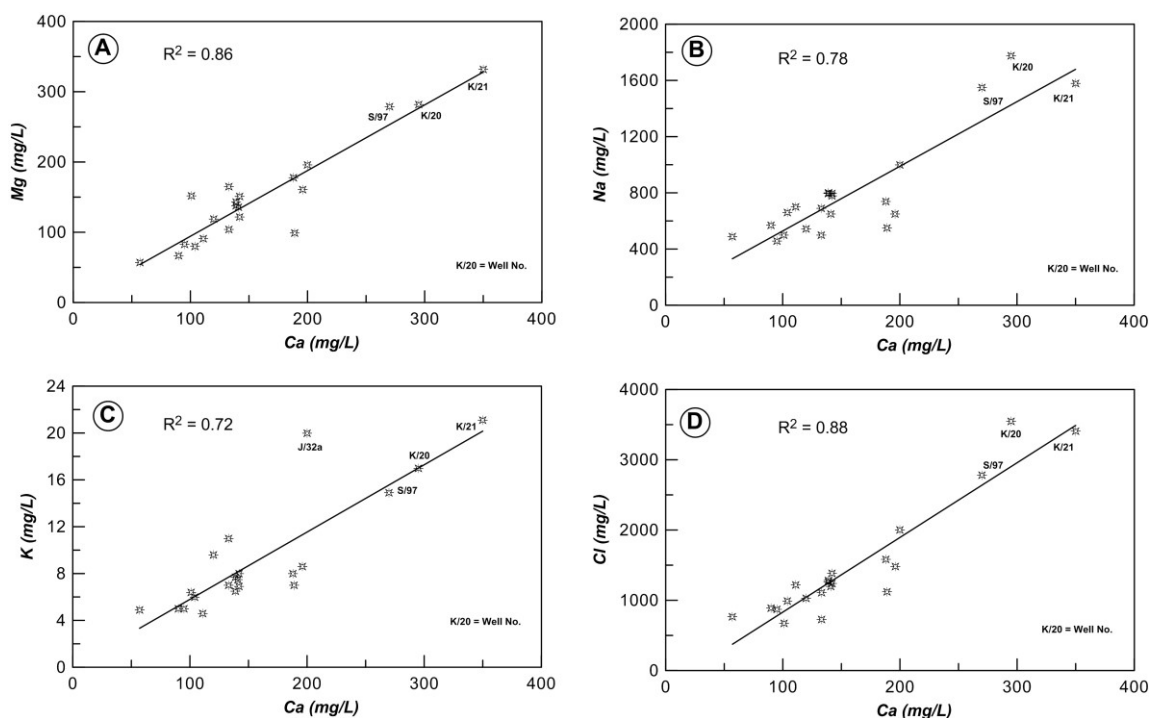 A
R² = 0.86
400
300
200
100
0
Mg (mg/L)
S/97
K/20
K/21
K/20 = Well No.
0 100 200 300 400
Ca (mg/L)
B
R² = 0.78
2000
1600
1200
800
400
0
Na (mg/L)
K/20
S/97
K/21
K/20 = Well No.
0 100 200 300 400
Ca (mg/L)
C
R² = 0.72
24
20
16
12
8
4
0
K (mg/L)
J/32a
K/21
K/20
S/97
K/20 = Well No.
0 100 200 300 400
Ca (mg/L)
D
R² = 0.88
4000
3000
2000
1000
0
Cl (mg/L)
K/20
K/21
S/97
K/20 = Well No.
0 100 200 300 400
Ca (mg/L)